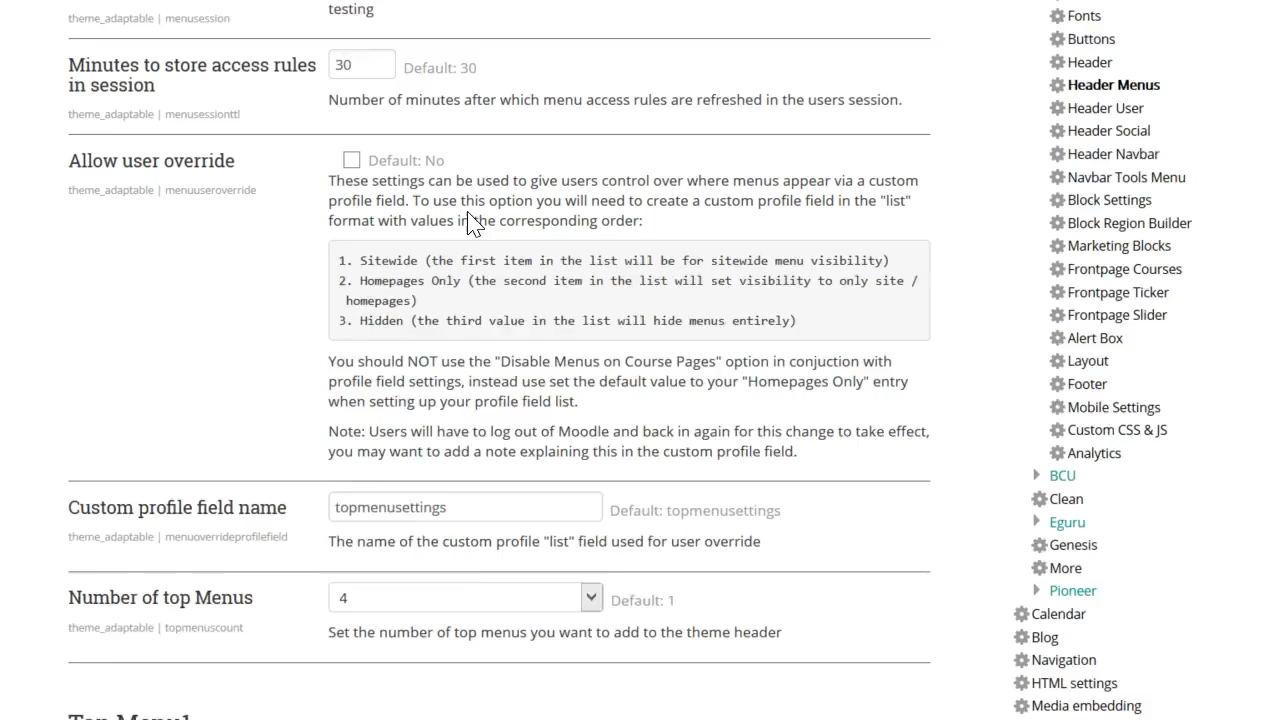 testing
theme_adaptable | menusession
Minutes to store access rules
in session
30
Default: 30
Number of minutes after which menu access rules are refreshed in the users session.
theme_adaptable | menusessionttl
Allow user override
Default: No
theme_adaptable | menuuseroverride
These settings can be used to give users control over where menus appear via a custom
profile field. To use this option you will need to create a custom profile field in the "list"
format with values in the corresponding order:
1. Sitewide (the first item in the list will be for sitewide menu visibility)
2. Homepages Only (the second item in the list will set visibility to only site /
homepages)
3. Hidden (the third value in the list will hide menus entirely)
You should NOT use the "Disable Menus on Course Pages" option in conjuction with
profile field settings, instead use set the default value to your "Homepages Only" entry
when setting up your profile field list.
Note: Users will have to log out of Moodle and back in again for this change to take effect,
you may want to add a note explaining this in the custom profile field.
Custom profile field name
topmenusettings
Default: topmenusettings
theme_adaptable | menuoverrideprofilefield
The name of the custom profile "list" field used for user override
Number of top Menus
4
Default: 1
theme_adaptable | topmenucount
Set the number of top menus you want to add to the theme header
Top Menu1
Fonts
Buttons
Header
Header Menus
Header User
Header Social
Header Navbar
Navbar Tools Menu
Block Settings
Block Region Builder
Marketing Blocks
Frontpage Courses
Frontpage Ticker
Frontpage Slider
Alert Box
Layout
Footer
Mobile Settings
Custom CSS & JS
Analytics
BCU
Clean
Eguru
Genesis
More
Pioneer
Calendar
Blog
Navigation
HTML settings
Media embedding